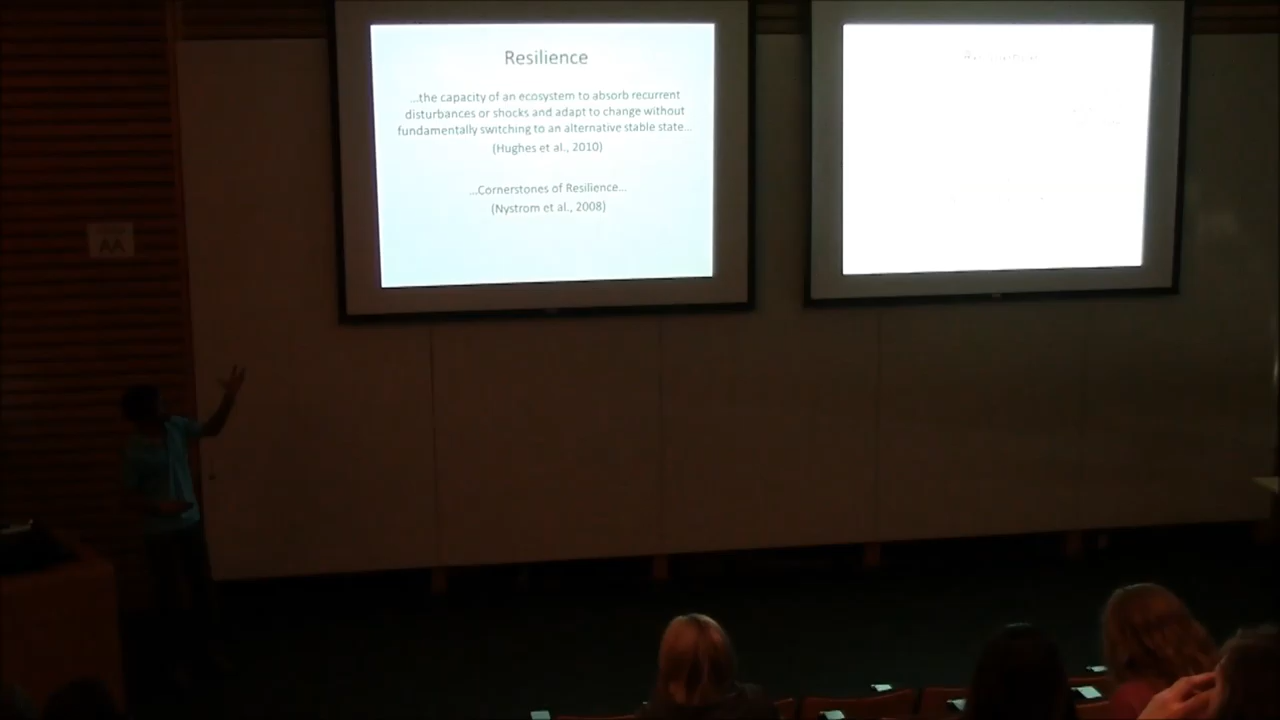 Resilience
...the capacity of an ecosystem to absorb recurrent
disturbances or shocks and adapt to change without
fundamentally switching to an alternative stable state...
(Hughes et al., 2010)
...Cornerstones of Resilience...
(Nystrom et al., 2008)
AA